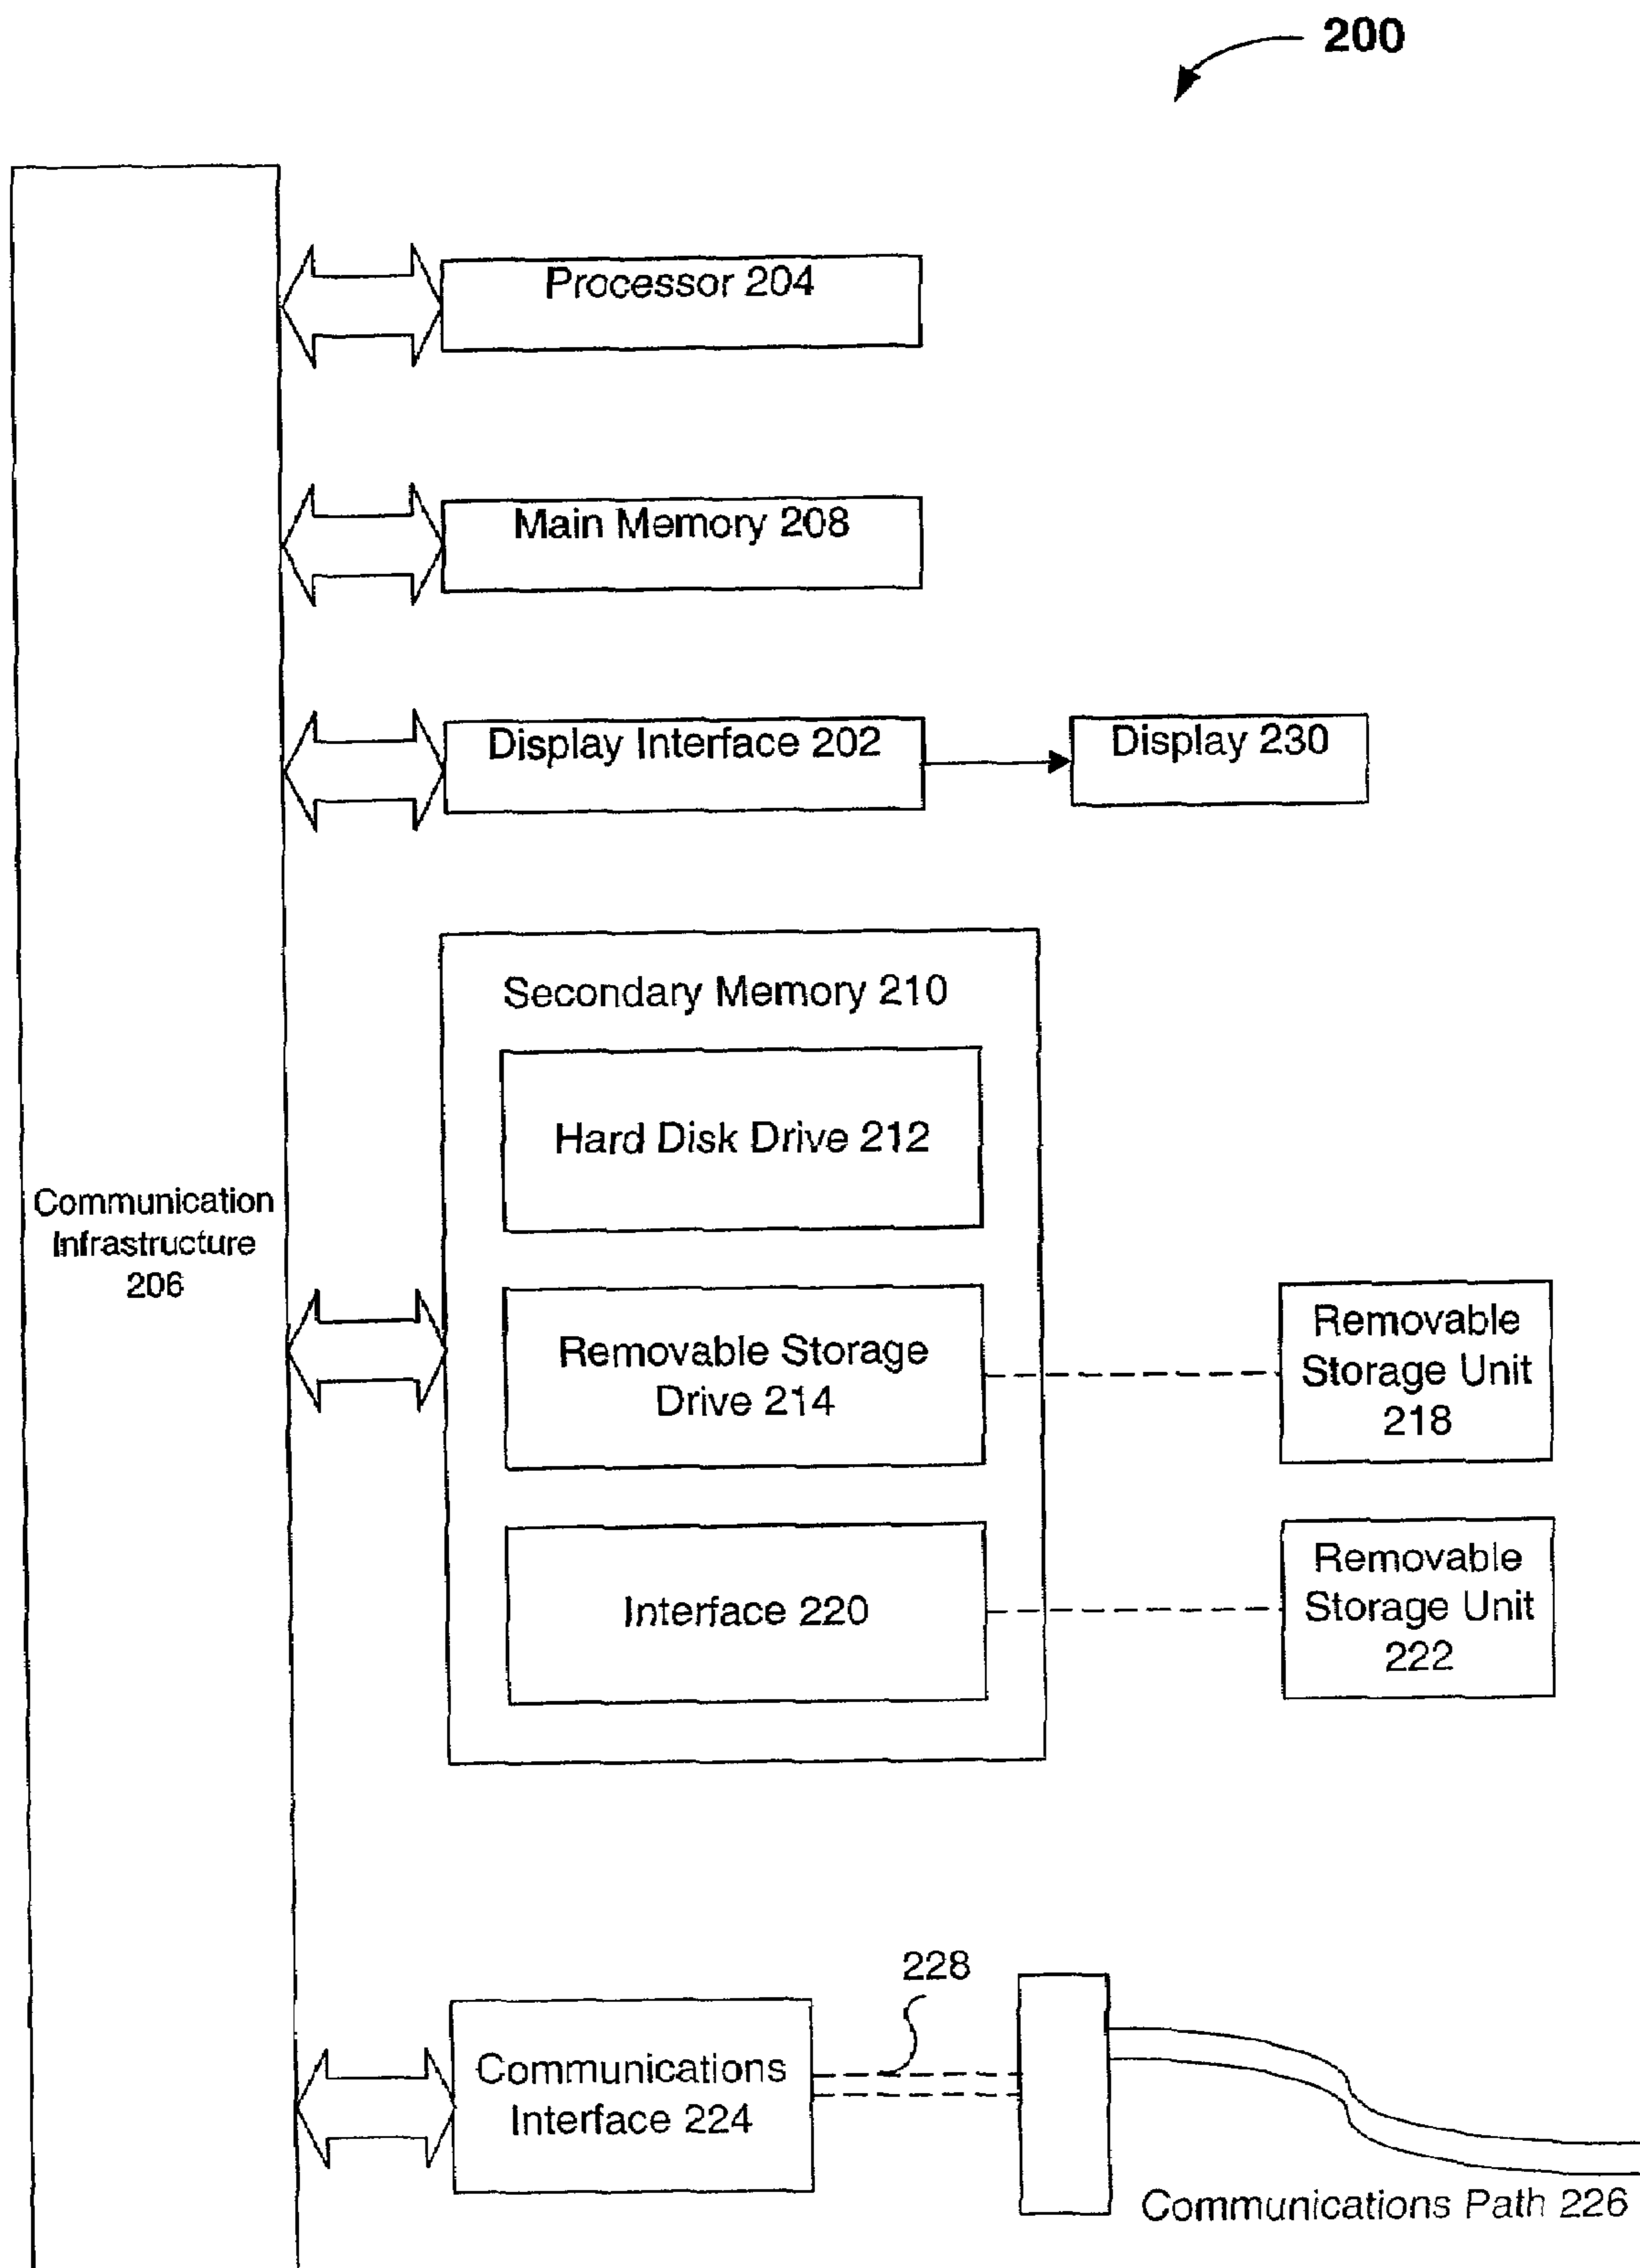 200
Processor 204
Main Memory 208
Display Interface 202
Display 230
Secondary Memory 210
Hard Disk Drive 212
Communication
Infrastructure
206
Removable Storage
Drive 214
Removable
Storage Unit
218
Interface 220
Removable
Storage Unit
222
228
Communications
Interface 224
Communications Path 226